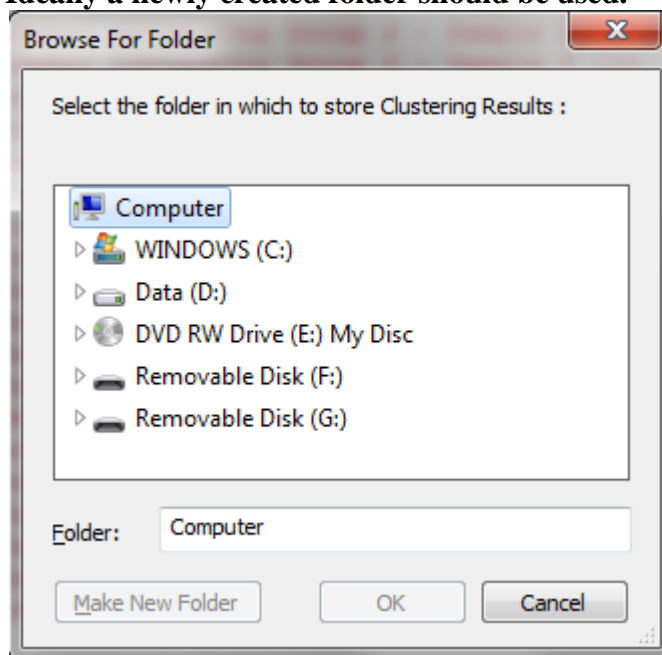 Ideally a newly created folder should be used.
Browse For Folder
Select the folder in which to store Clustering Results :
Computer
WINDOWS (C:)
Data (D:)
DVD RW Drive (E:) My Disc
Removable Disk (F:)
Removable Disk (G:)
Folder: Computer
Make New Folder OK Cancel